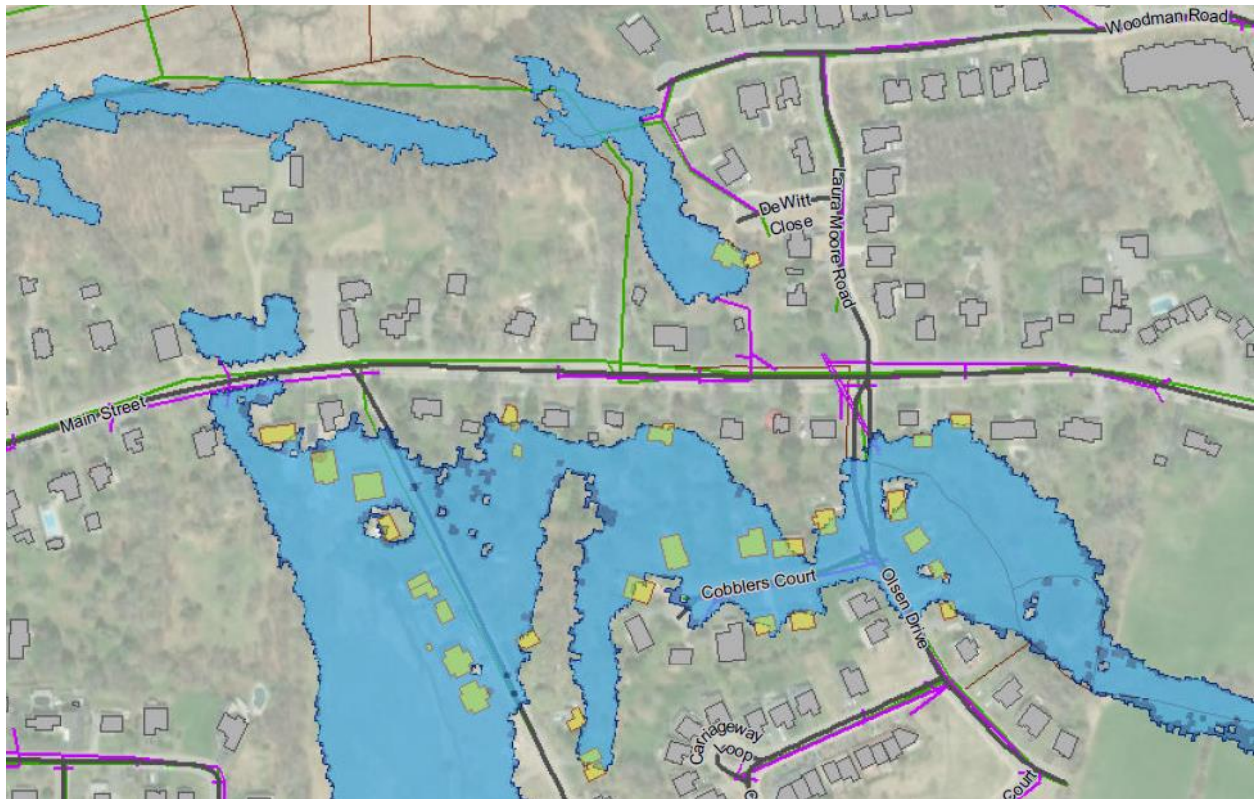 Woodman Road
DeWitt
Close
Laura Moore Road
Main Street
Cobblers Court
Olsen Drive
Carriageway
Loop
Court